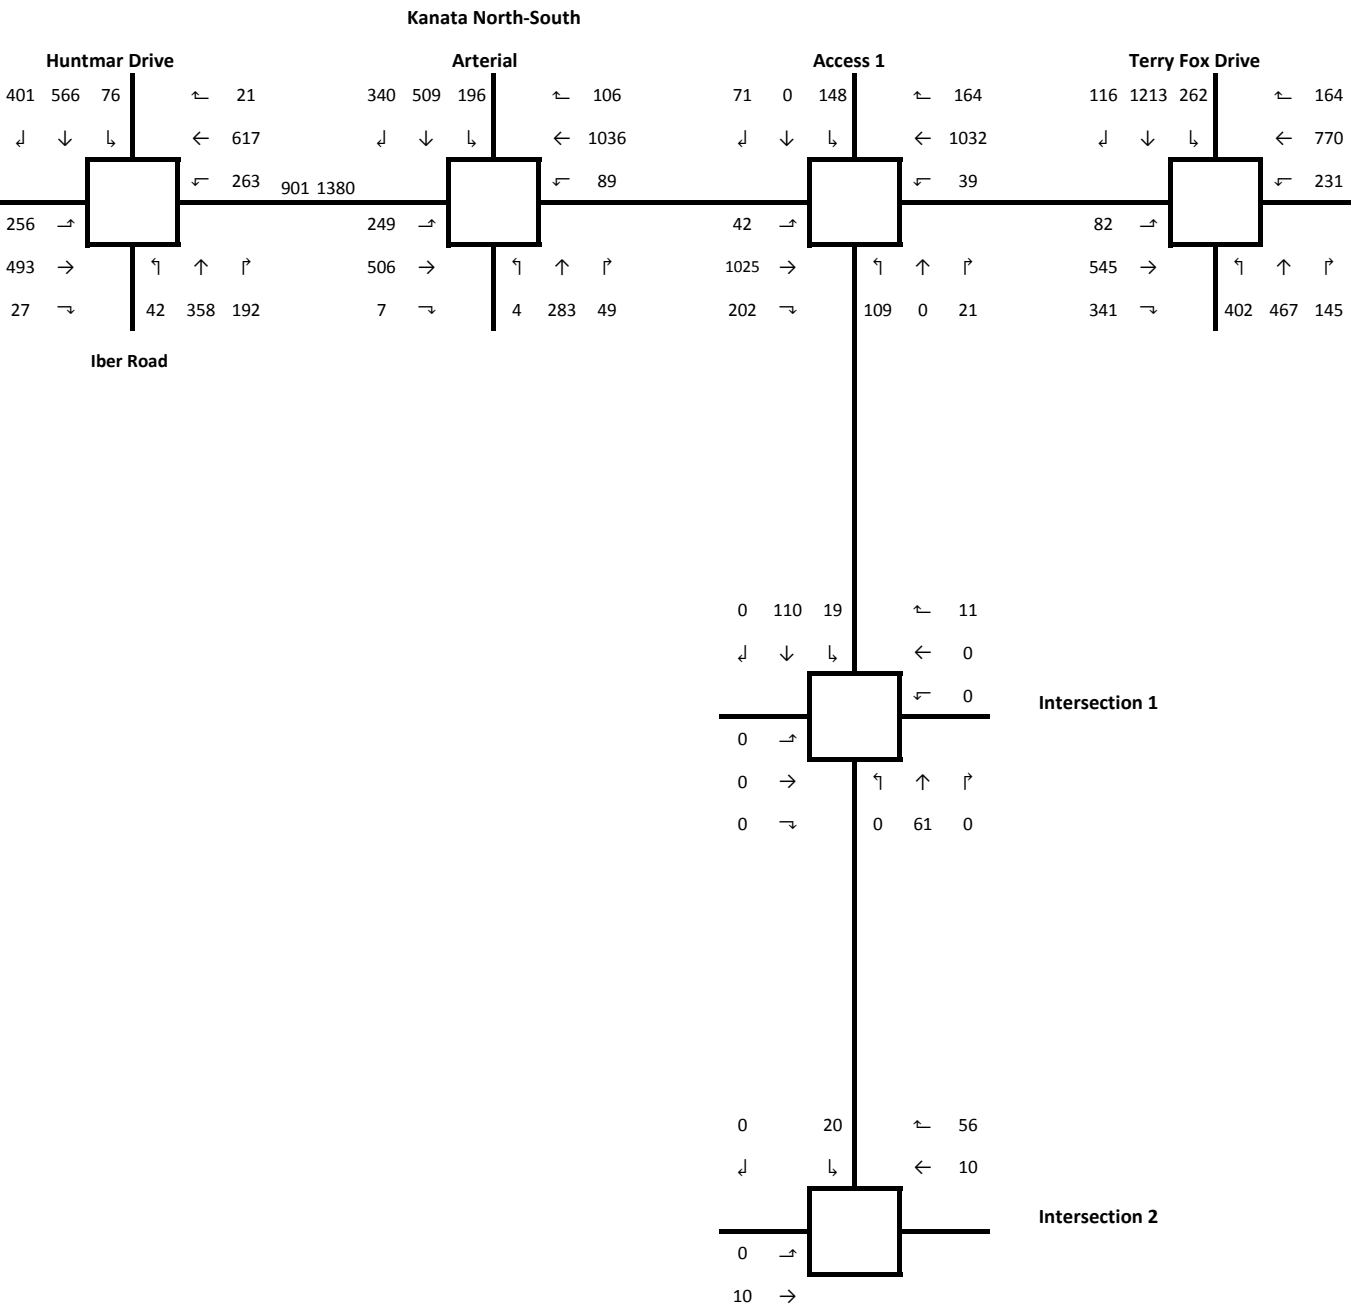 Kanata North-South
Huntmar Drive Arterial Access 1 Terry Fox Drive
401 566 76 21 340 509 196 106 71 0 148 164 116 1213 262 164
617 1036 1032 770
263 901 1380 89 39 231
256 249 42 82
493 506 1025 545
27 42 358 192 7 4 283 49 202 109 0 21 341 402 467 145
Iber Road
0 110 19 11
0
0 Intersection 1
0
0
0 0 61 0
0 20 56
10
Intersection 2
0
10